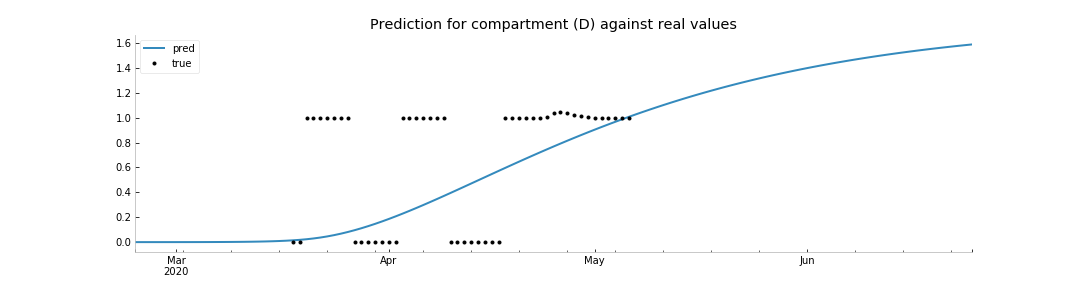 Prediction for compartment (D) against real values
pred
true
1.6
1.4
1.2
1.0
0.8
0.6
0.4
0.2
0.0
Mar
2020
Apr
May
Jun